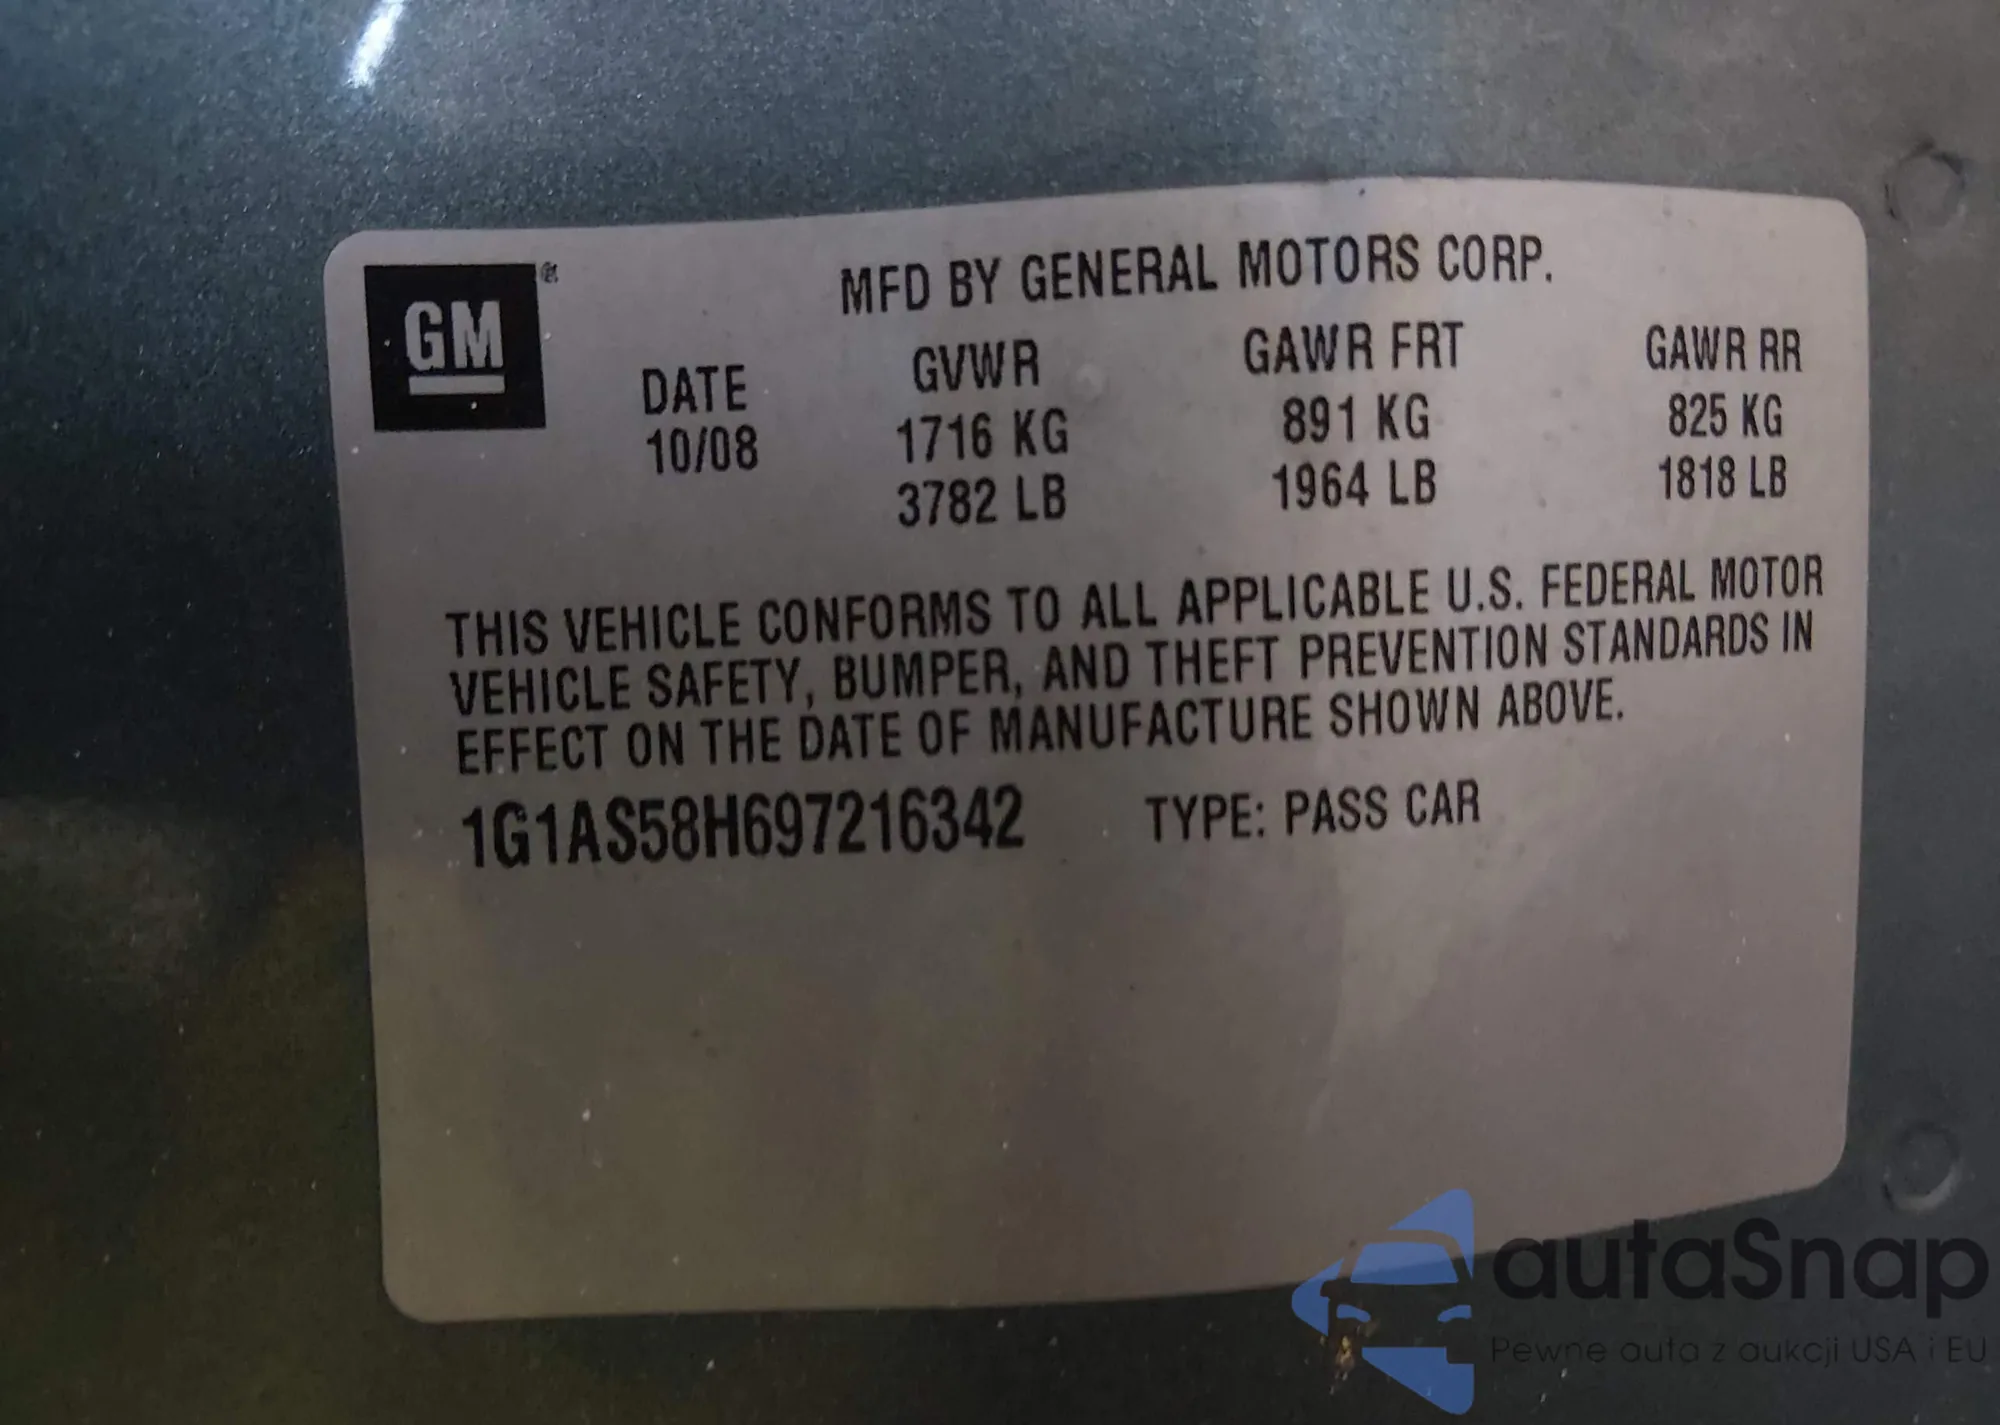 GM®
MFD BY GENERAL MOTORS CORP.
DATE GVWR GAWR FRT GAWR RR
10/08 1716 KG 891 KG 825 KG
3782 LB 1964 LB 1818 LB
THIS VEHICLE CONFORMS TO ALL APPLICABLE U.S. FEDERAL MOTOR
VEHICLE SAFETY, BUMPER, AND THEFT PREVENTION STANDARDS IN
EFFECT ON THE DATE OF MANUFACTURE SHOWN ABOVE.
1G1AS58H697216342 TYPE: PASS CAR
autaSnap
Pewne auta z aukcji USA i EU